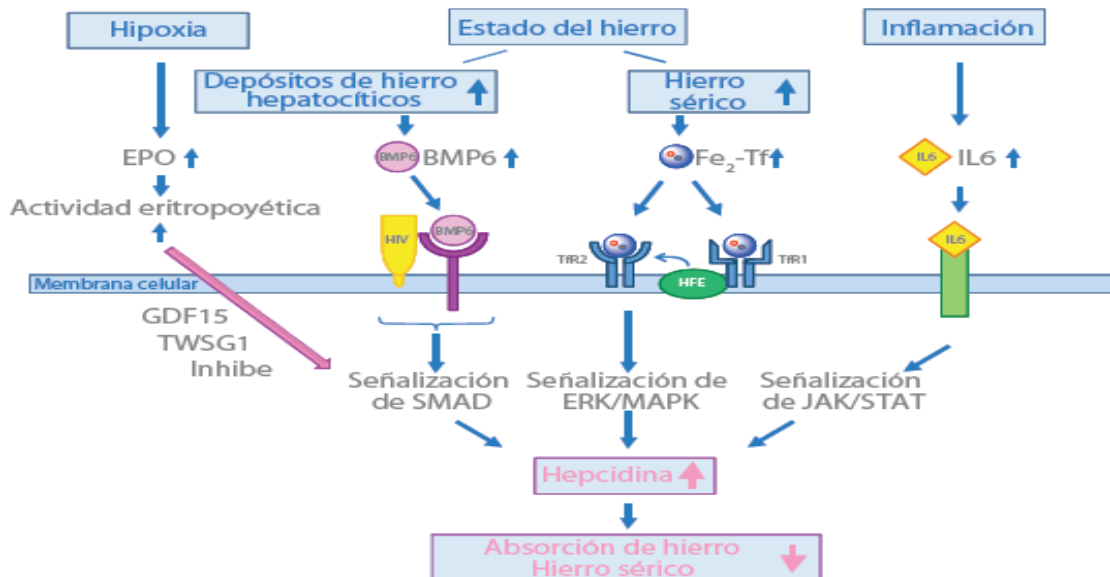 Hipoxia
Estado del hierro
Inflamación
Depósitos de hierro
hepatocíticos
Hierro
sérico
EPO
BMP6 BMP6
Fe2-Tf
IL6 IL6
Actividad eritropoyética
HIV
BMP6
TfR2
TfR1
IL6
HFE
Membrana celular
GDF15
TWSG1
Inhibe
Señalización
de SMAD
Señalización de
ERK/MAPK
Señalización
de JAK/STAT
Hepcidina
Absorción de hierro
Hierro sérico